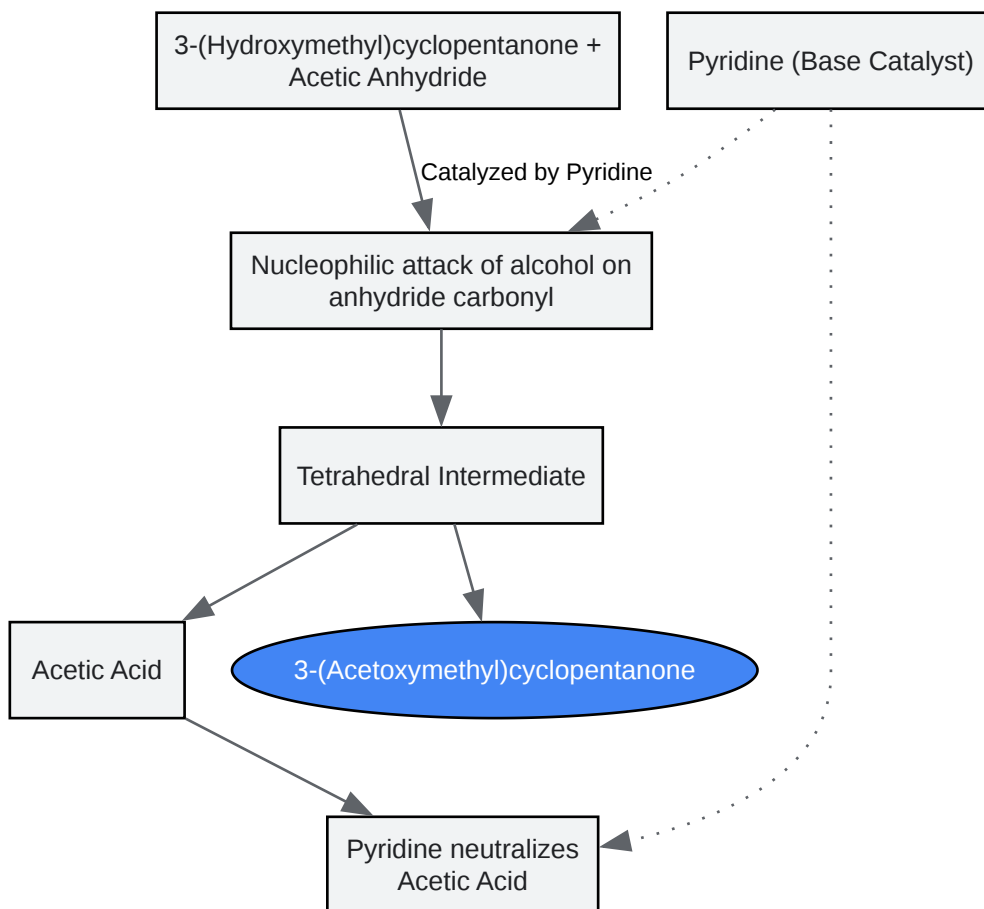 3-(Hydroxymethyl)cyclopentanone +
Acetic Anhydride
Pyridine (Base Catalyst)
Catalyzed by Pyridine
Nucleophilic attack of alcohol on
anhydride carbonyl
Tetrahedral Intermediate
Acetic Acid
3-(Acetoxymethyl)cyclopentanone
Pyridine neutralizes
Acetic Acid